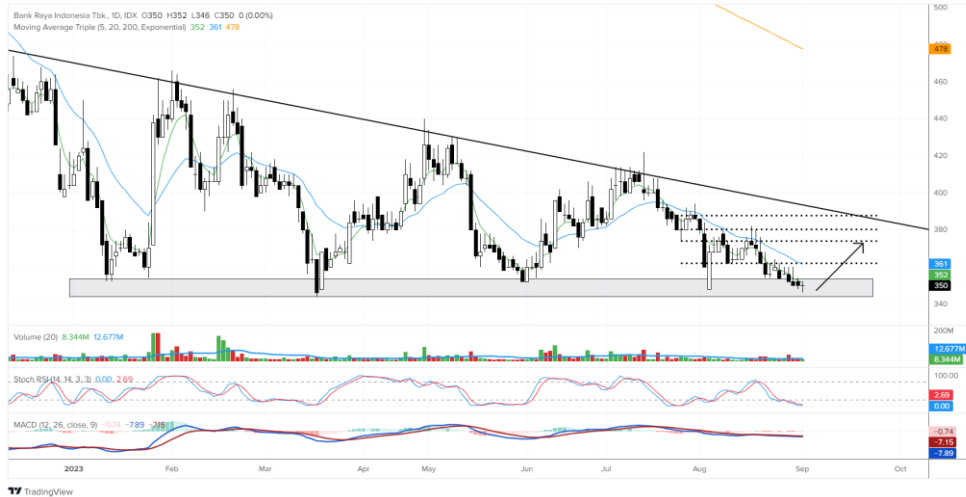 Bank Raya Indonesia Tbk., 1D, IDX O350 H352 L346 C350 0 (0.00%)
Moving Average Triple (5, 20, 200, Exponential) 352 361 478
500
480
478
460
440
420
400
380
361
352
350
340
Volume (20) 8.344M 12.677M
200M
12.677M
8.344M
Stoch RSI (14, 14, 3, 3) 0.00 2.69
100.00
2.69
0.00
MACD (12, 26, close, 9) -0.74 -7.89 -7.15
-0.74
-7.15
-7.89
2023 Feb Mar Apr May Jun Jul Aug Sep Oct
TradingView